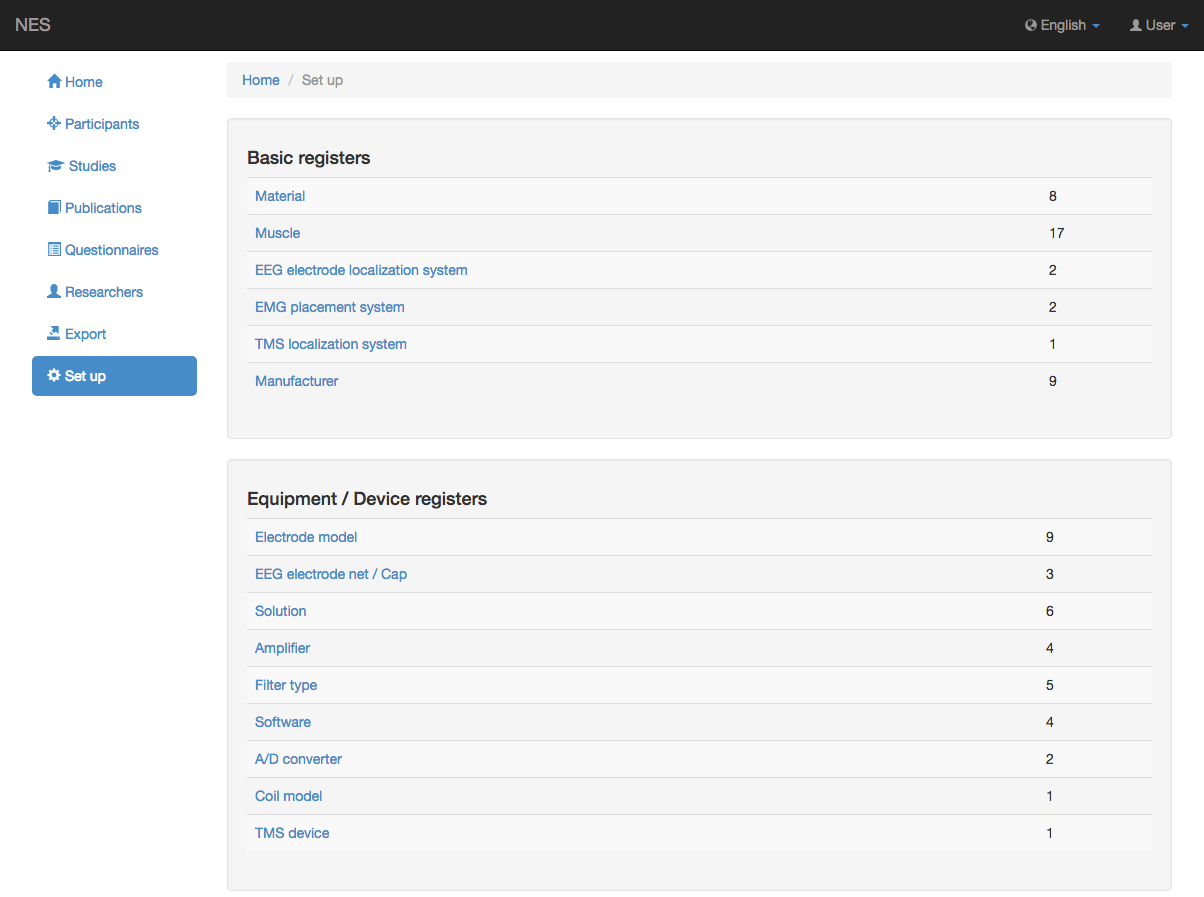 NES
English
User
Home
Participants
Studies
Publications
Questionnaires
Researchers
Export
Set up
Home / Set up
Basic registers
Material 8
Muscle 17
EEG electrode localization system 2
EMG placement system 2
TMS localization system 1
Manufacturer 9
Equipment / Device registers
Electrode model 9
EEG electrode net / Cap 3
Solution 6
Amplifier 4
Filter type 5
Software 4
A/D converter 2
Coil model 1
TMS device 1